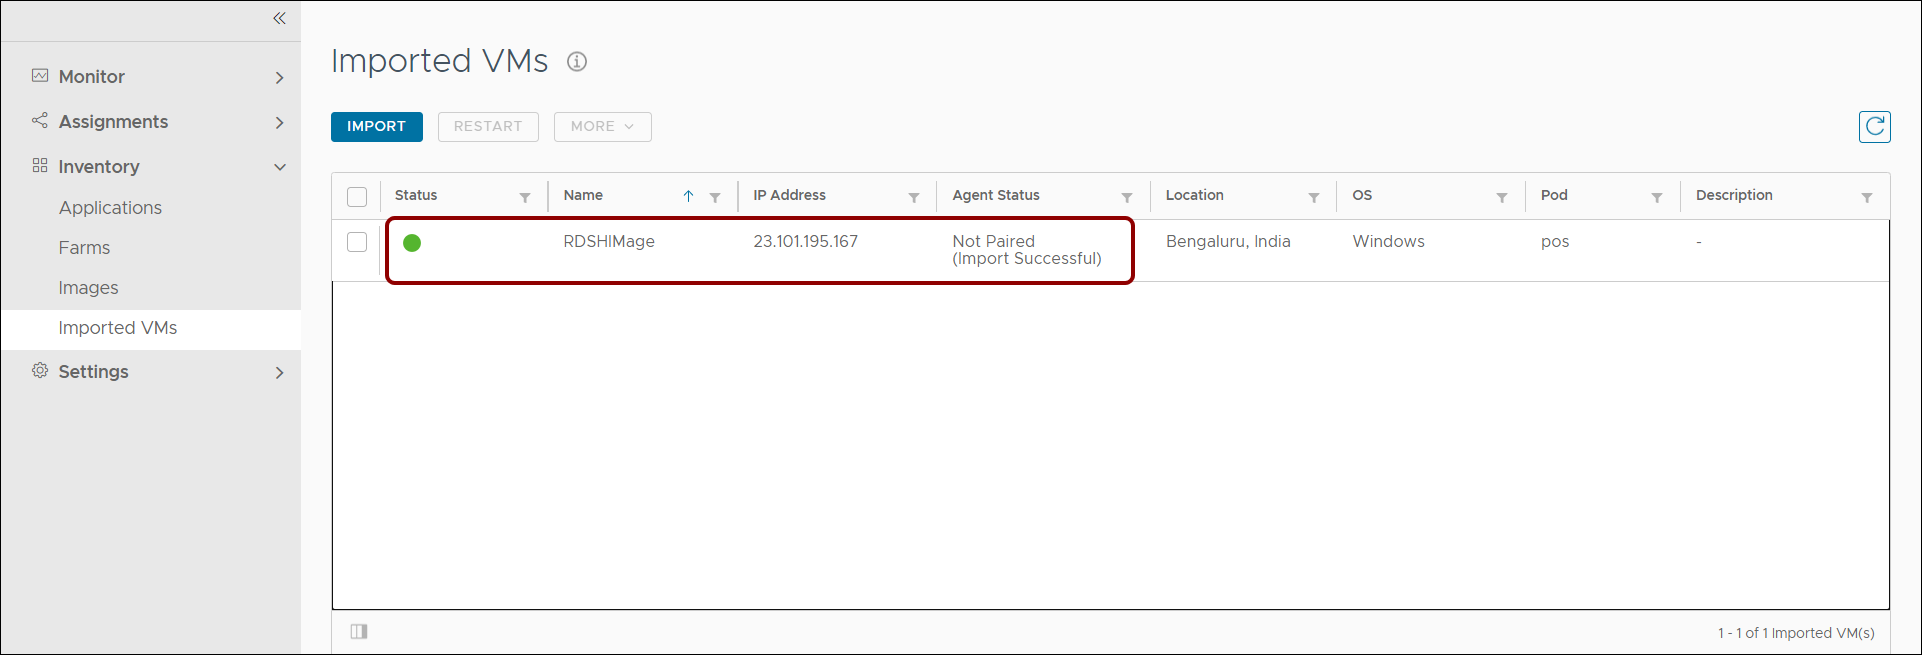 Monitor
Assignments
Inventory
Applications
Farms
Images
Imported VMs
Settings
Imported VMs
IMPORT RESTART MORE
Status Name IP Address Agent Status Location OS Pod Description
RDSHIMage 23.101.195.167 Not Paired Bengaluru, India Windows pos -
(Import Successful)
1 - 1 of 1 Imported VM(s)